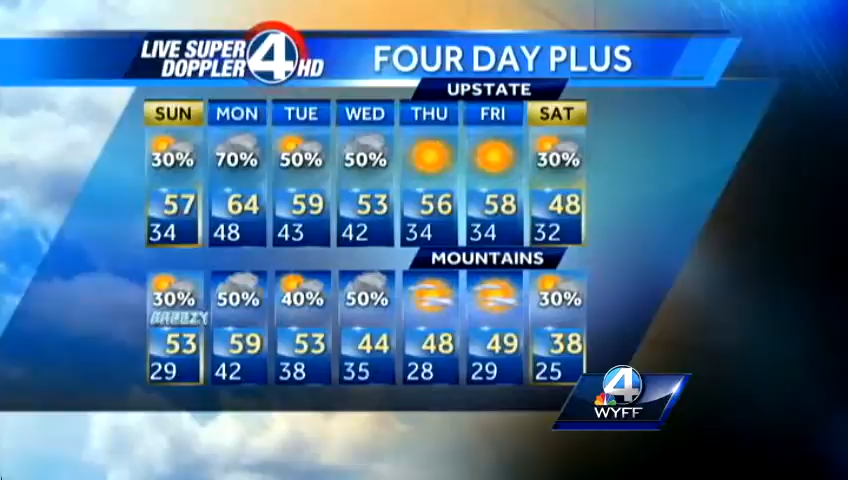 LIVE SUPER DOPPLER 4 HD
FOUR DAY PLUS
UPSTATE
SUN MON TUE WED THU FRI SAT
30% 70% 50% 50% 30%
57 64 59 53 56 58 48
34 48 43 42 34 34 32
MOUNTAINS
30% 50% 40% 50% 30%
BREEZY
53 59 53 44 48 49 38
29 42 38 35 28 29 25
4
WYFF